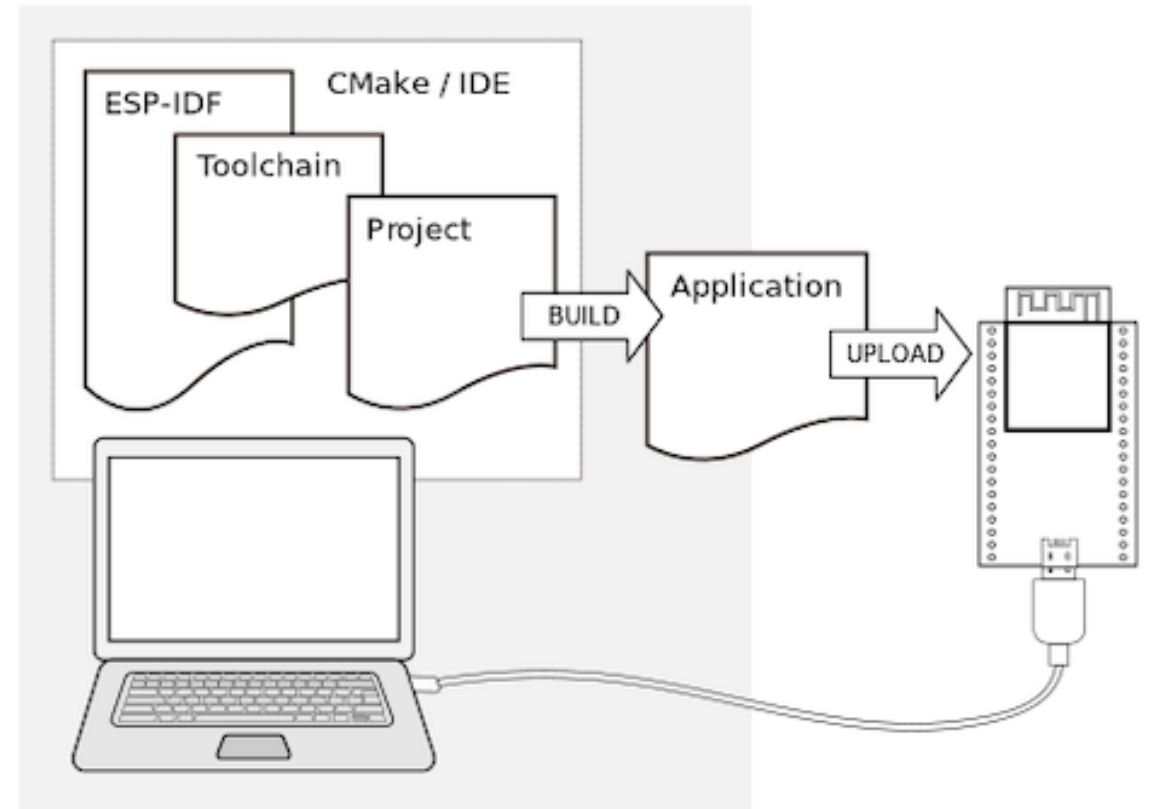 CMake / IDE
ESP-IDF
Toolchain
Project
BUILD
Application
UPLOAD